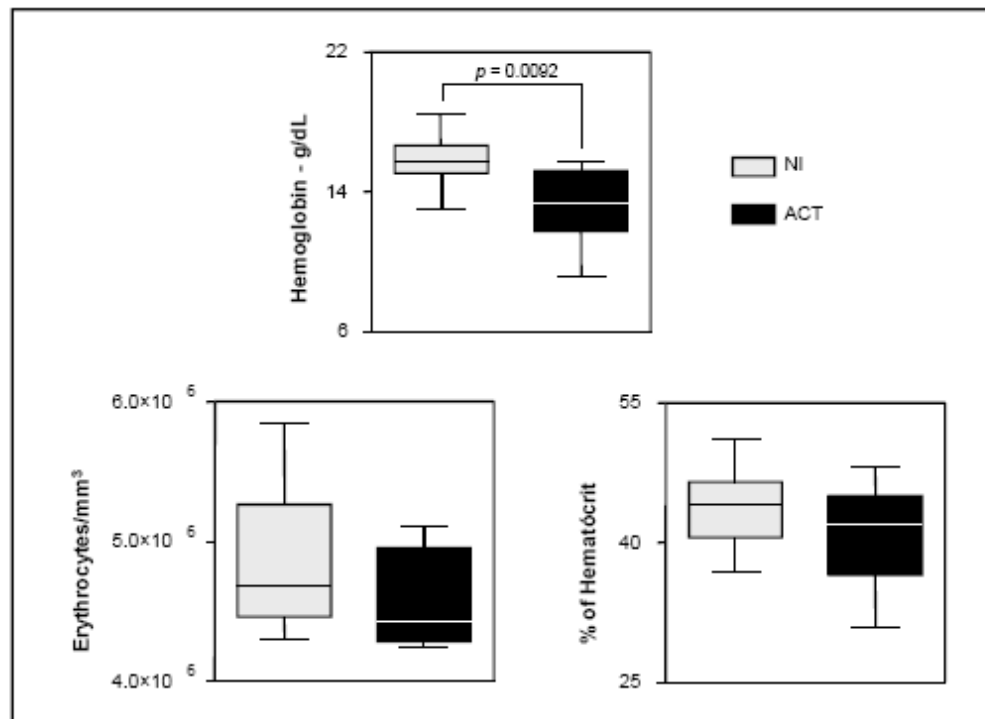 22
p = 0.0092
Hemoglobin - g/dL
14
6
NI
ACT
6.0×10 6
5.0×10 6
4.0×10 6
Erythrocytes/mm³
55
40
25
% of Hematócrit